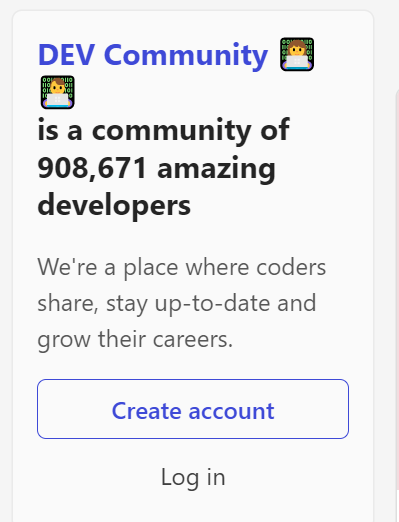 DEV Community 👩‍💻
👨‍💻
is a community of
908,671 amazing
developers
We're a place where coders
share, stay up-to-date and
grow their careers.
Create account
Log in